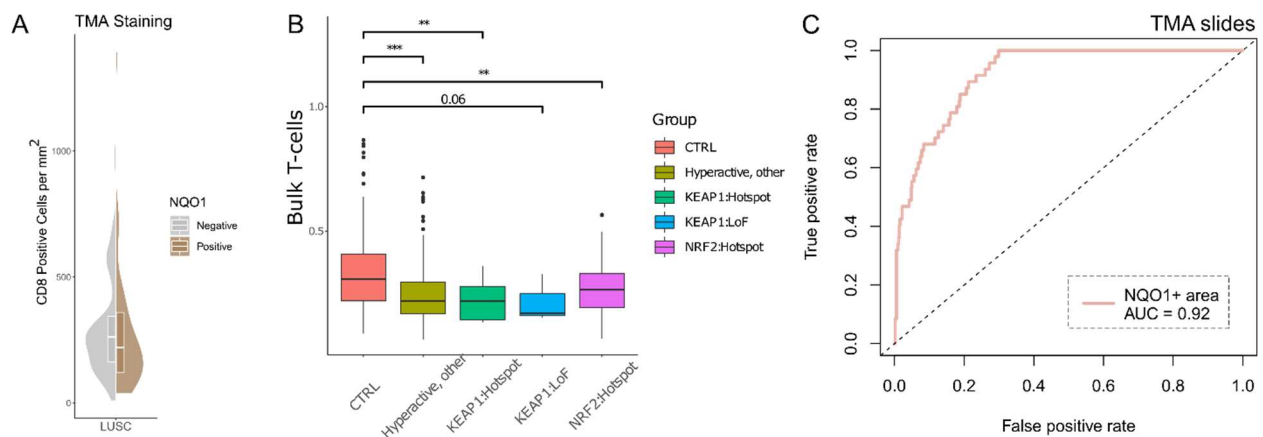 A
TMA Staining
CD8 Positive Cells per mm2
1000
500
0
LUSC
NQO1
Negative
Positive
B
**
***
**
0.06
Bulk T-cells
1.0
0.5
CTRL
Hyperactive, other
KEAP1:Hotspot
KEAP1:LoF
NRF2:Hotspot
Group
CTRL
Hyperactive, other
KEAP1:Hotspot
KEAP1:LoF
NRF2:Hotspot
C
TMA slides
True positive rate
1.0
0.8
0.6
0.4
0.2
0.0
NQO1+ area
AUC = 0.92
0.0 0.2 0.4 0.6 0.8 1.0
False positive rate